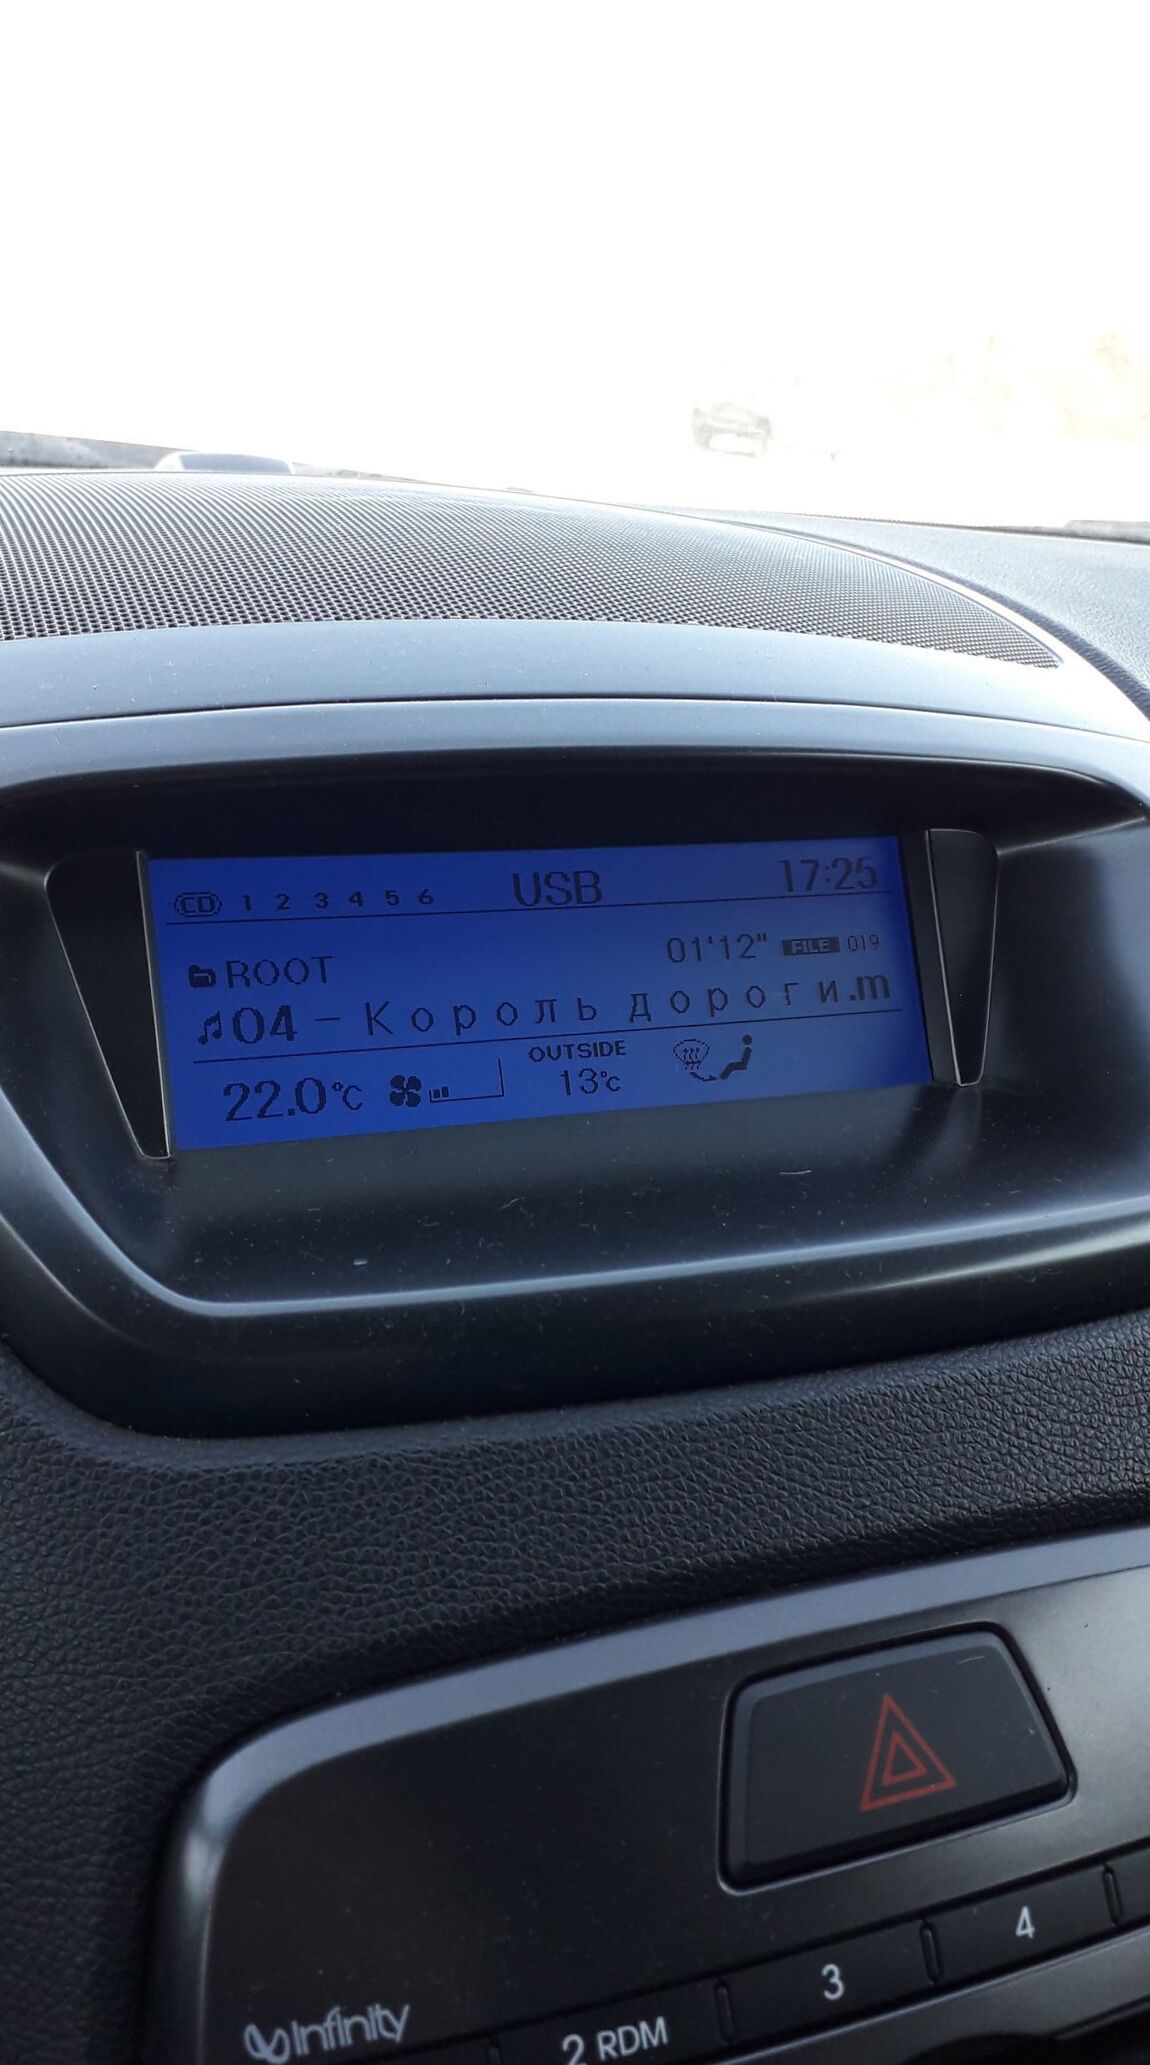 CD 1 2 3 4 5 6 USB 17:25
ROOT 01'12" FILE 019
04 - Король дороги.m
22.0°C OUTSIDE 13°C
Infinity 2 RDM 3 4